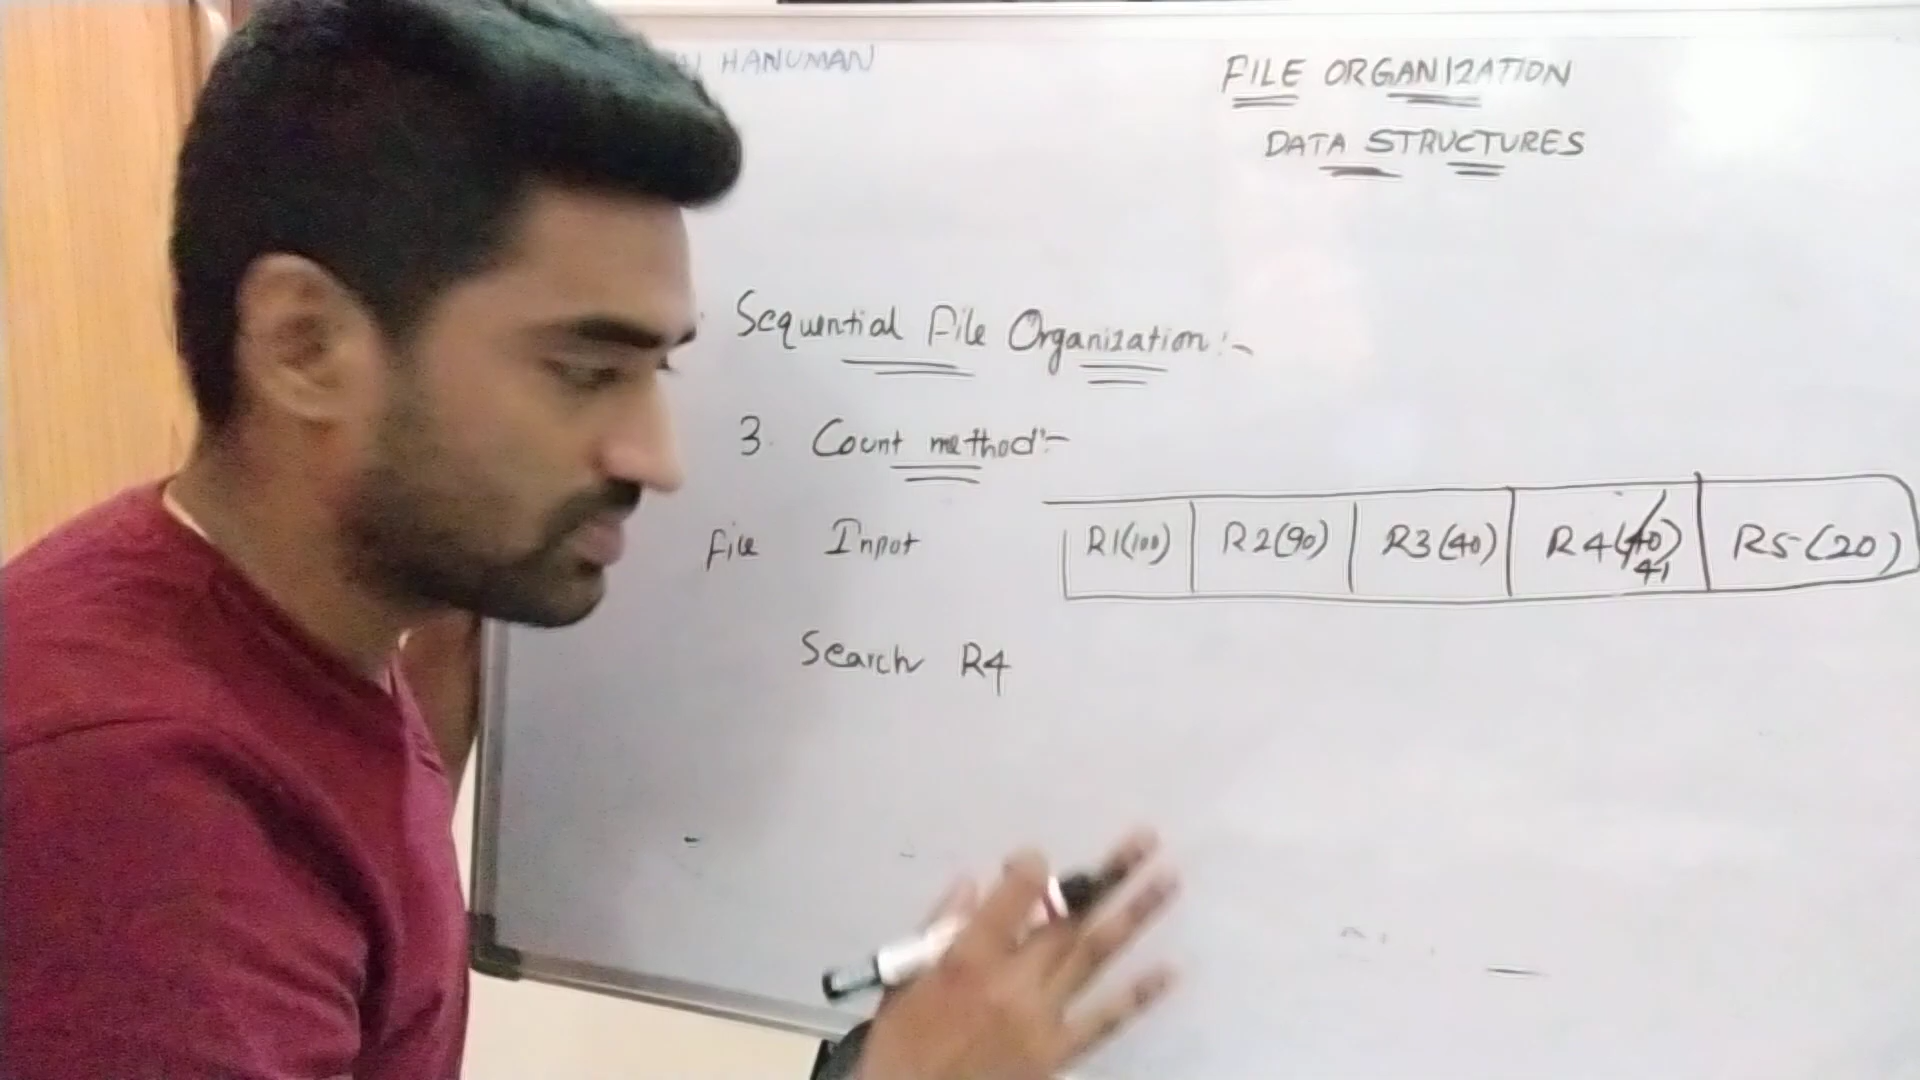 HANUMAN
FILE ORGANIZATION
DATA STRUCTURES
Sequential File Organization:-
3. Count method:-
File Input R1(100) R2(90) R3(40) R4(40) R5(20)
41
Search R4